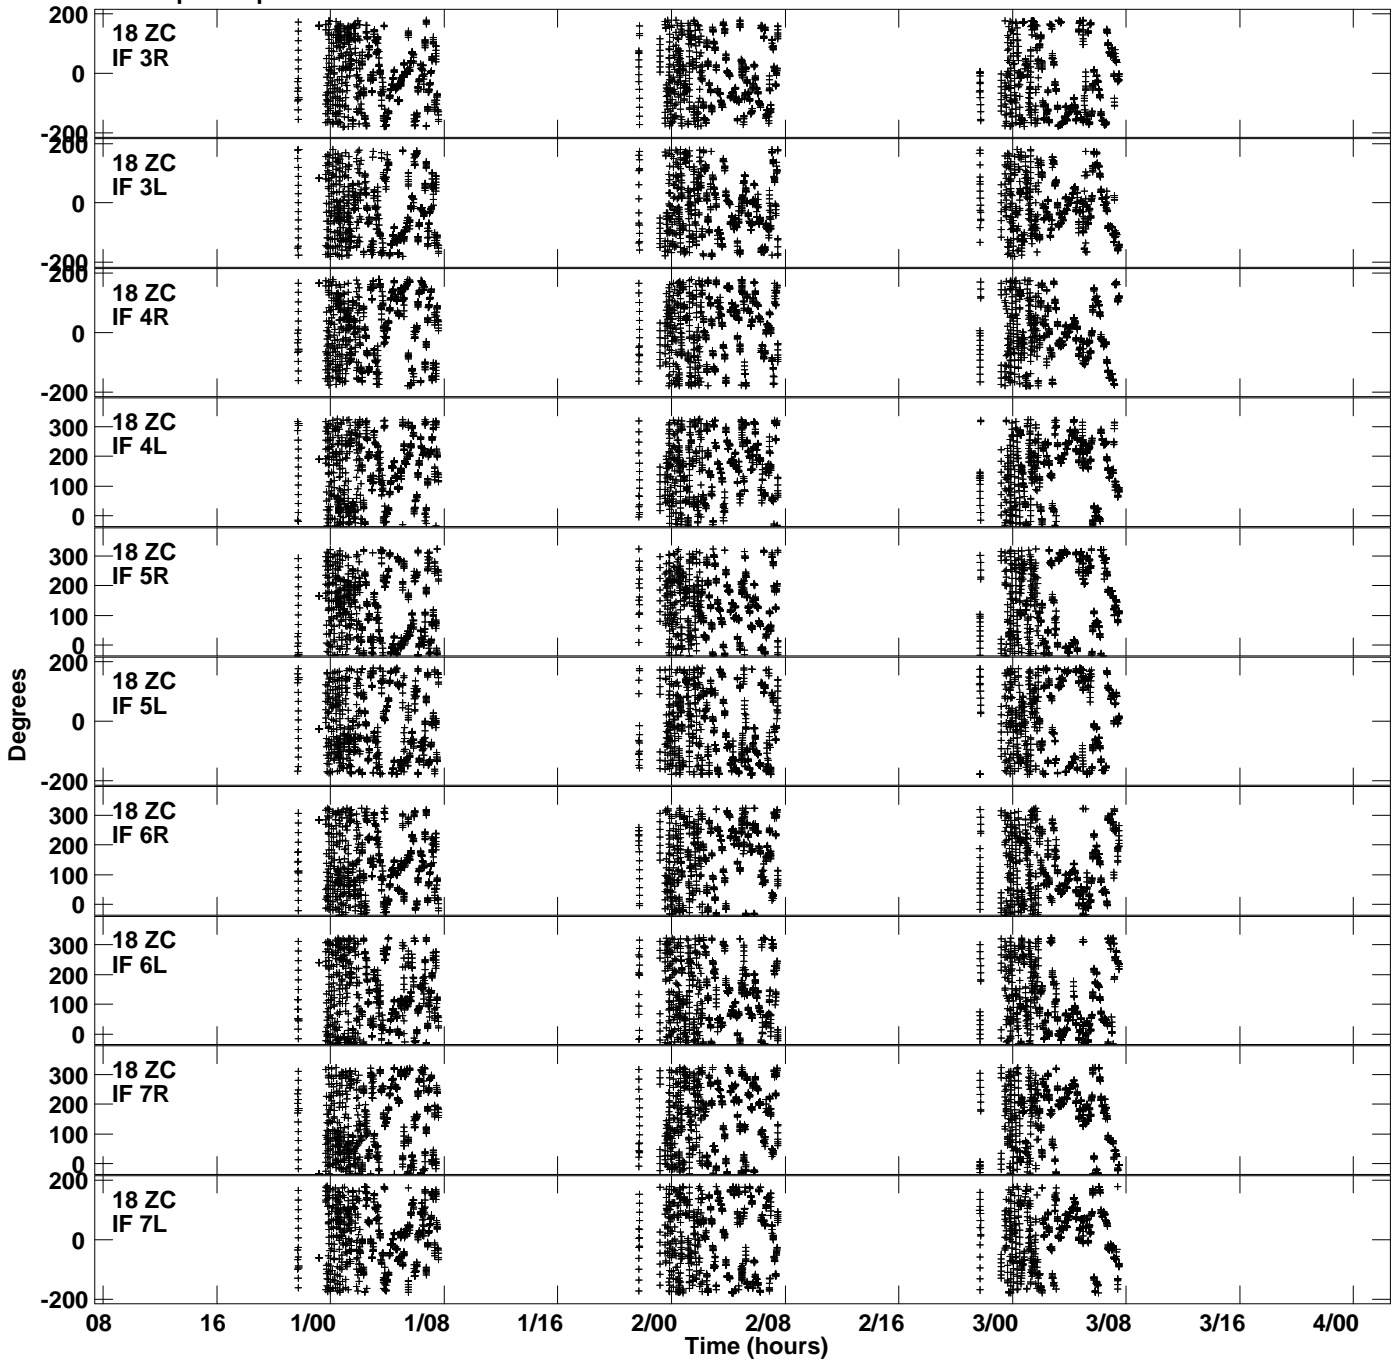 200
18 ZC
IF 3R
0
-200
200
18 ZC
IF 3L
0
-200
200
18 ZC
IF 4R
0
-200
18 ZC
IF 4L
300
200
100
0
18 ZC
IF 5R
300
200
100
0
200
18 ZC
IF 5L
0
-200
18 ZC
IF 6R
300
200
100
0
18 ZC
IF 6L
300
200
100
0
18 ZC
IF 7R
300
200
100
0
200
18 ZC
IF 7L
0
-200
Degrees
08 16 1/00 1/08 1/16 2/00 2/08 2/16 3/00 3/08 3/16 4/00
Time (hours)